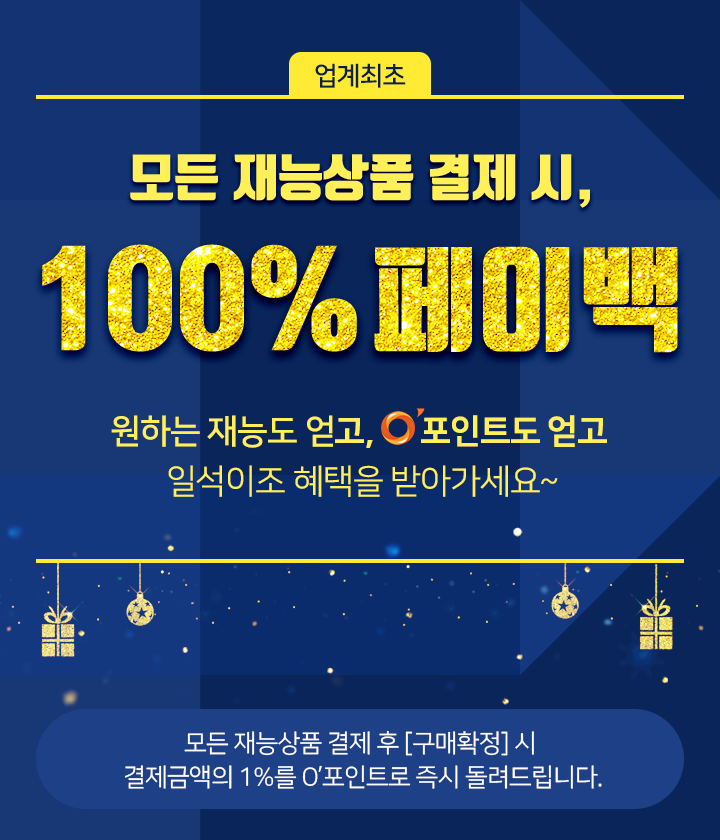 업계최초
모든 재능상품 결제 시,
100% 페이백
원하는 재능도 얻고, O'포인트도 얻고
일석이조 혜택을 받아가세요~
모든 재능상품 결제 후 [구매확정] 시
결제금액의 1%를 O'포인트로 즉시 돌려드립니다.